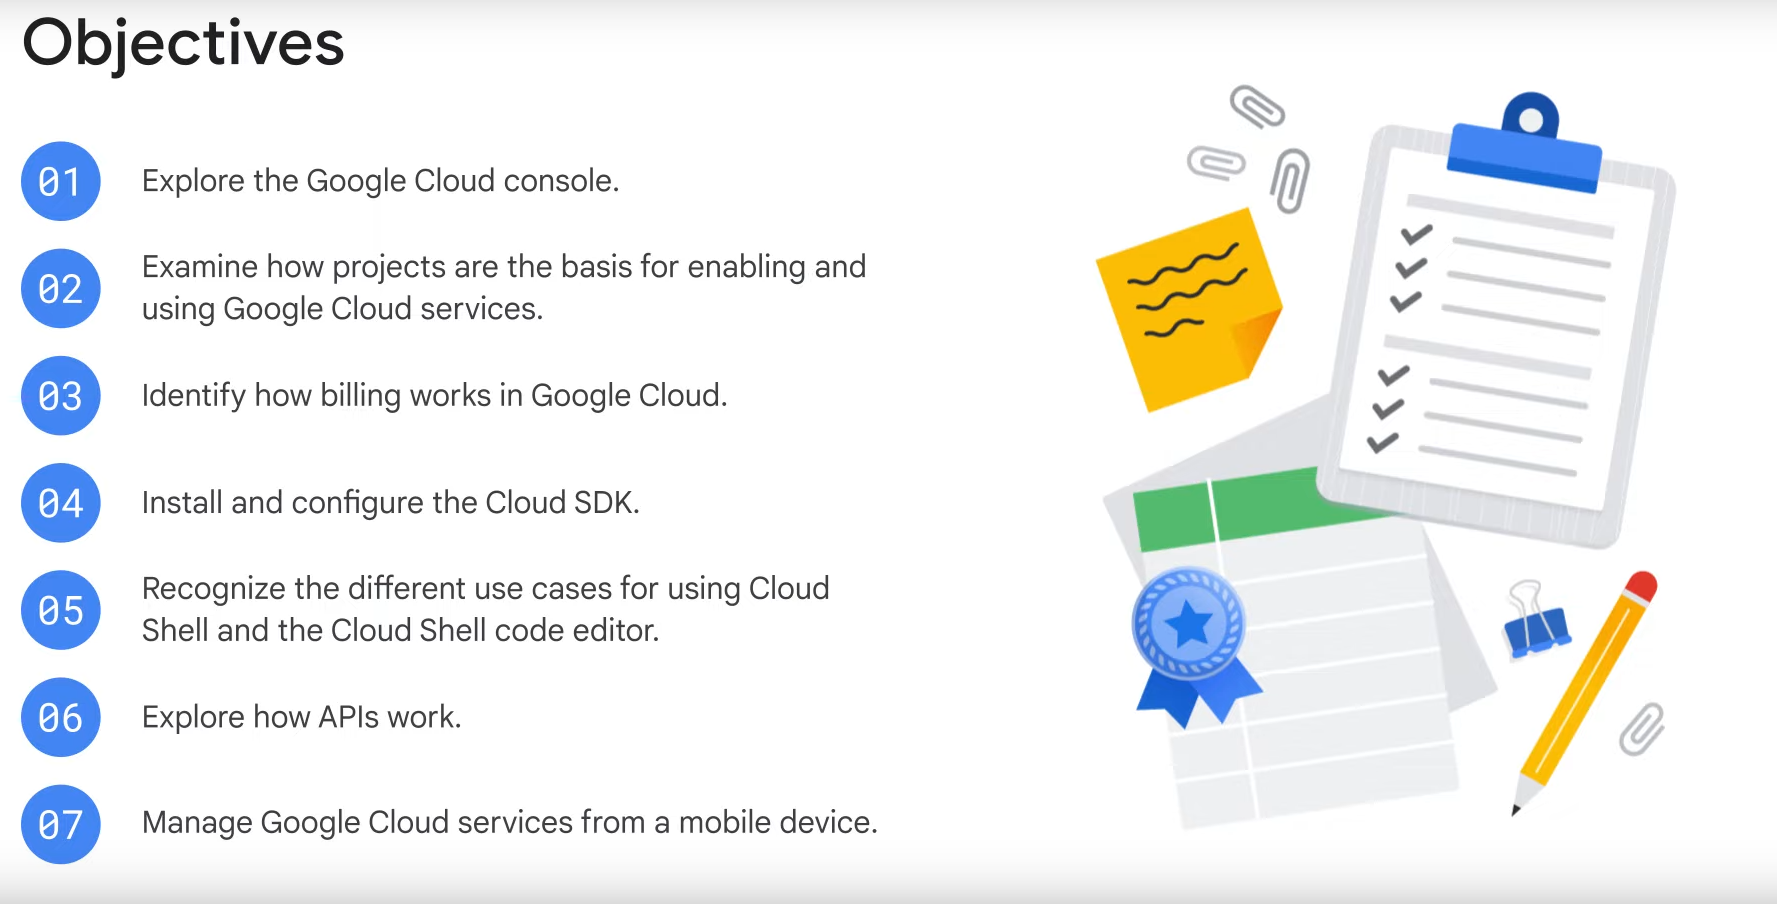 Objectives
01
Explore the Google Cloud console.
02
Examine how projects are the basis for enabling and
using Google Cloud services.
03
Identify how billing works in Google Cloud.
04
Install and configure the Cloud SDK.
05
Recognize the different use cases for using Cloud
Shell and the Cloud Shell code editor.
06
Explore how APIs work.
07
Manage Google Cloud services from a mobile device.